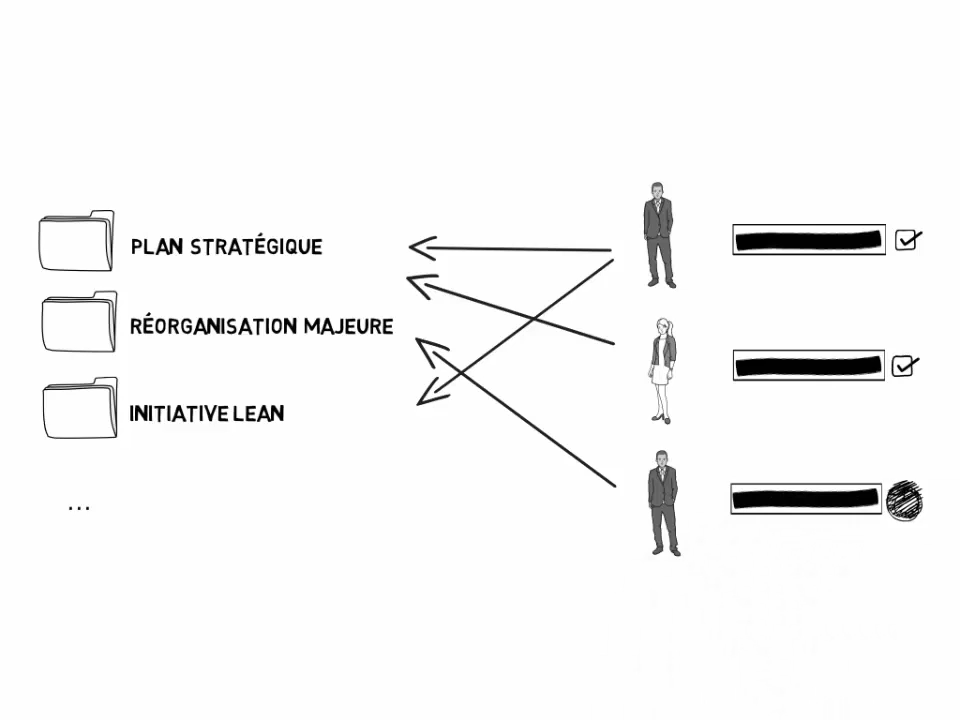 PLAN STRATÉGIQUE
RÉORGANISATION MAJEURE
INITIATIVE LEAN
...